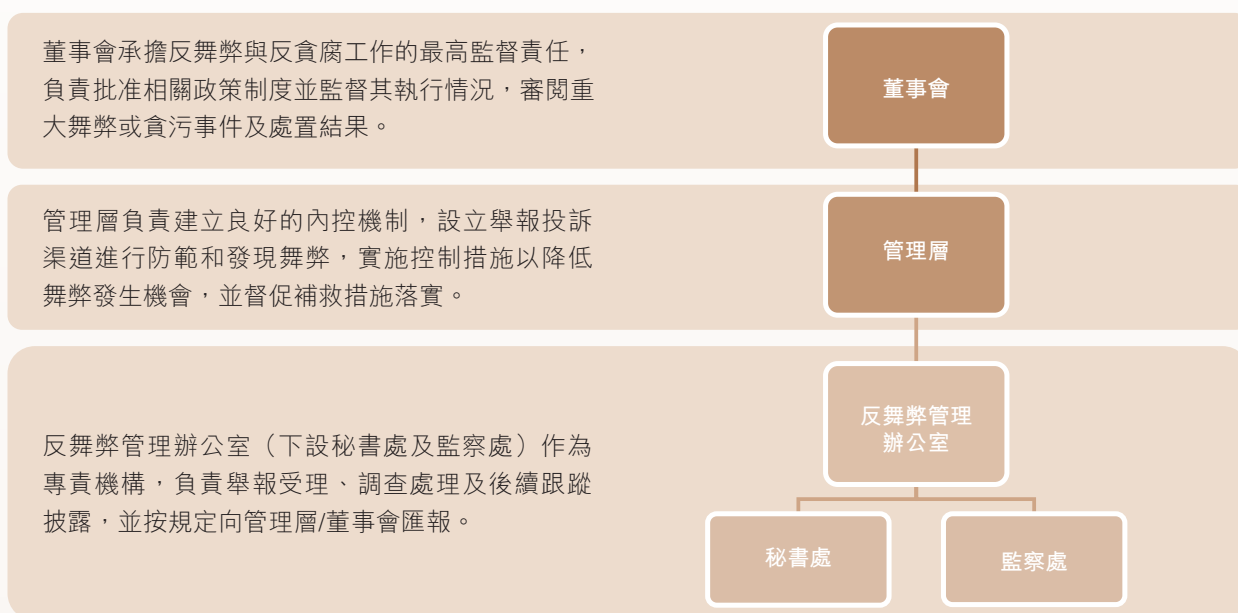 董事會承擔反舞弊與反貪腐工作的最高監督責任，
負責批准相關政策制度並監督其執行情況，審閱重
大舞弊或貪污事件及處置結果。
董事會
管理層負責建立良好的內控機制，設立舉報投訴
渠道進行防範和發現舞弊，實施控制措施以降低
舞弊發生機會，並督促補救措施落實。
管理層
反舞弊管理辦公室（下設秘書處及監察處）作為
專責機構，負責舉報受理、調查處理及後續跟蹤
披露，並按規定向管理層/董事會匯報。
反舞弊管理
辦公室
秘書處
監察處